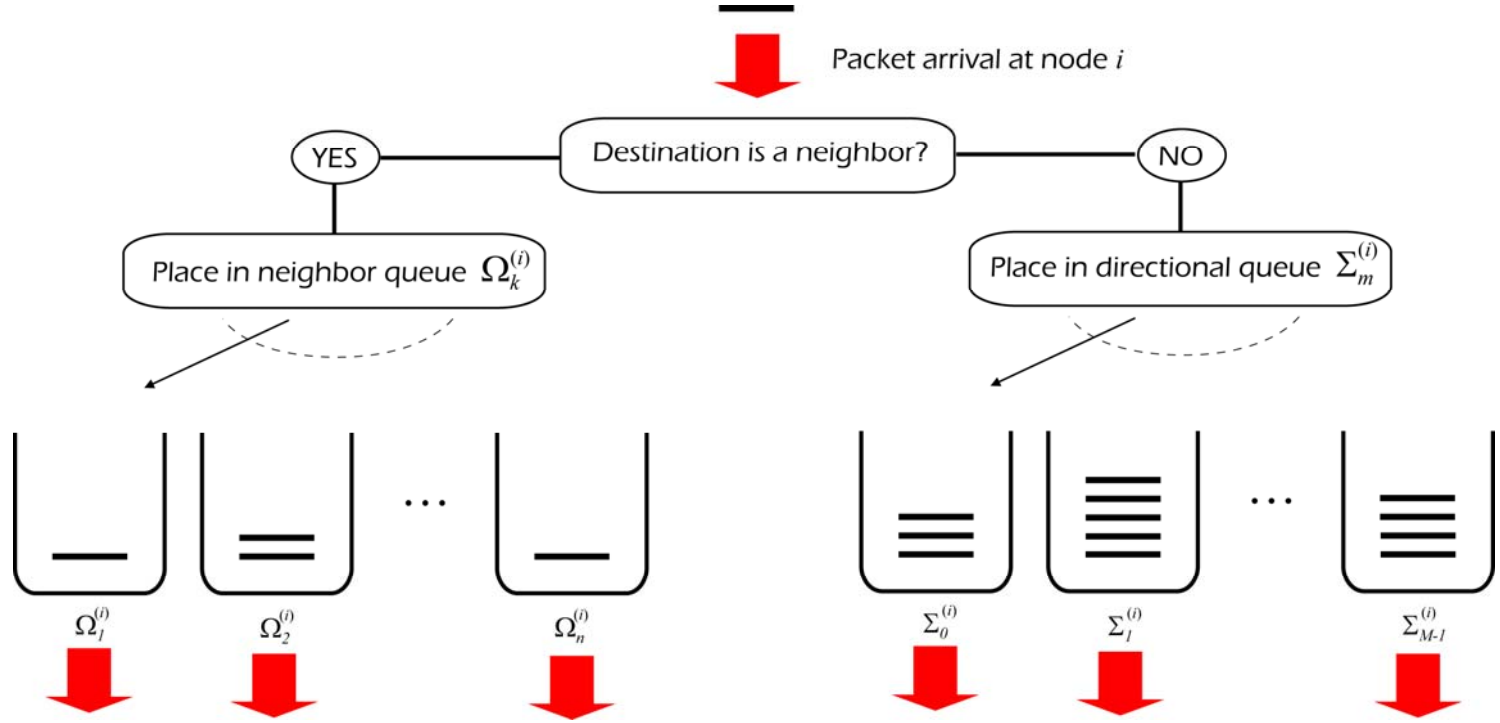 Packet arrival at node i
Destination is a neighbor?
YES
NO
Place in neighbor queue Ω_k^(i)
Place in directional queue Σ_m^(i)
... ...
Ω_1^(i) Ω_2^(i) Ω_n^(i) Σ_0^(i) Σ_1^(i) Σ_M-1^(i)